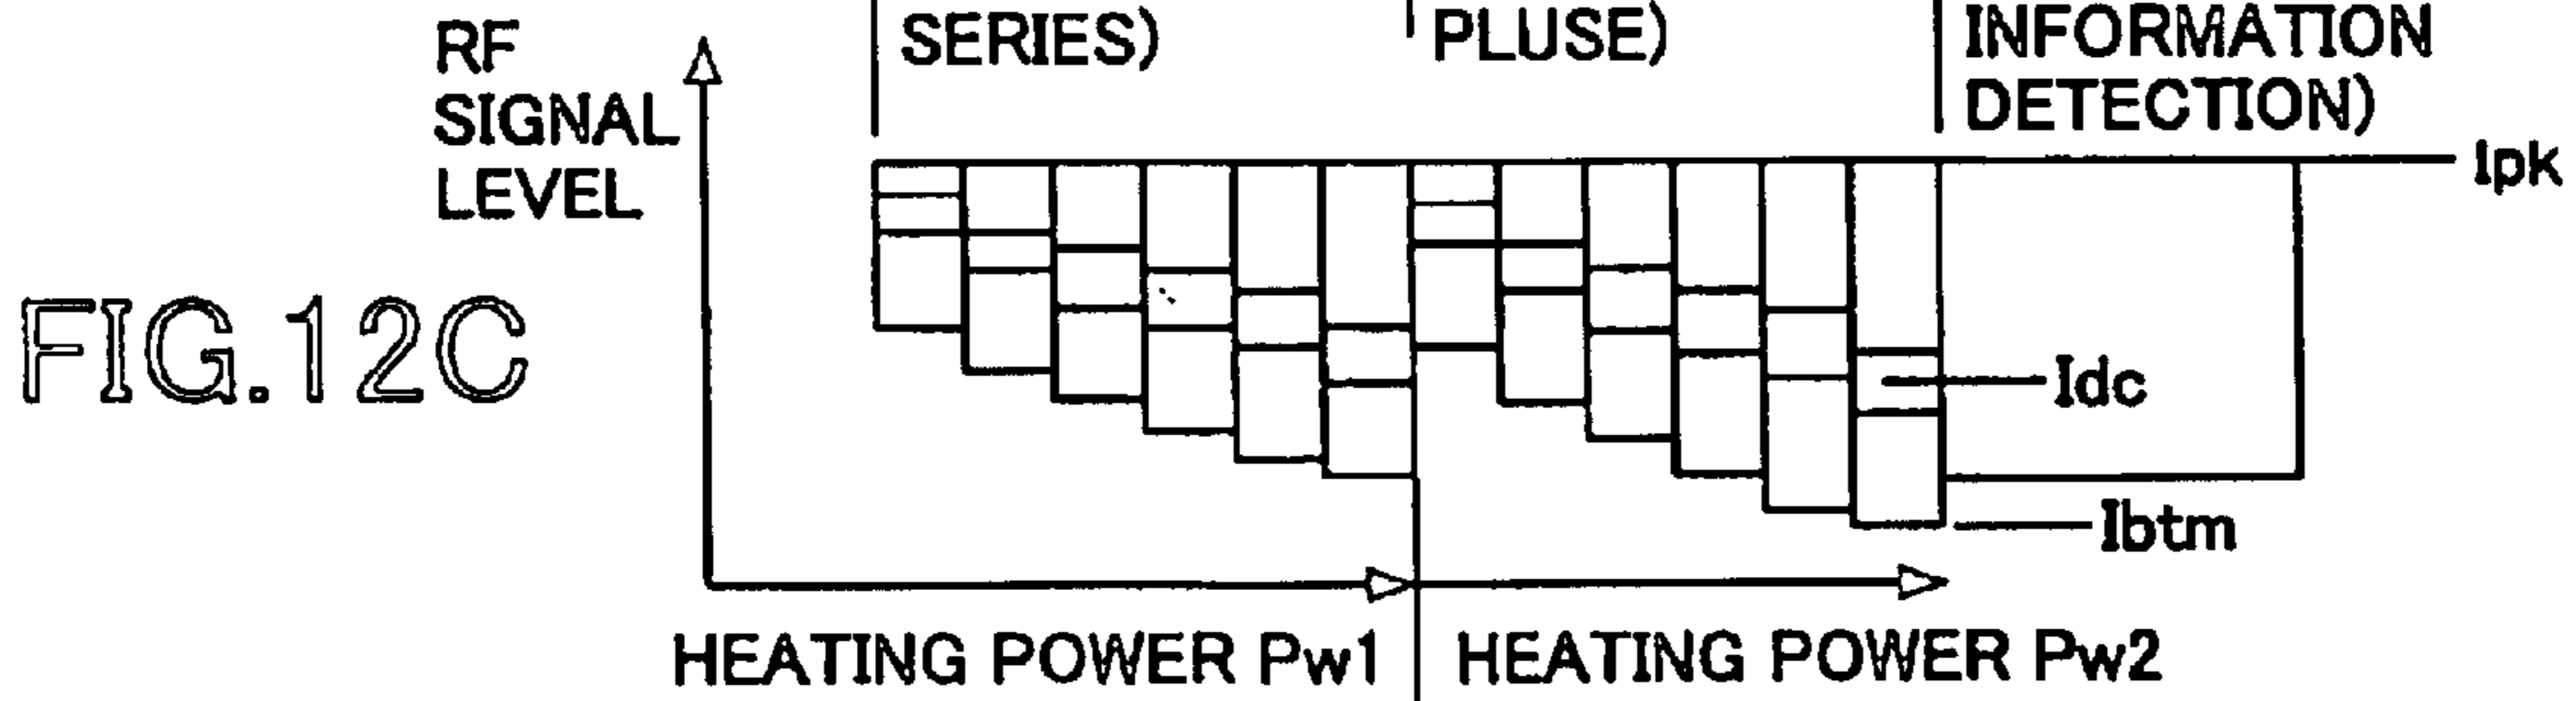 RF
SIGNAL
LEVEL
SERIES)
PLUSE)
INFORMATION
DETECTION)
Ipk
FIG.12C
Idc
Ibtm
HEATING POWER Pw1
HEATING POWER Pw2